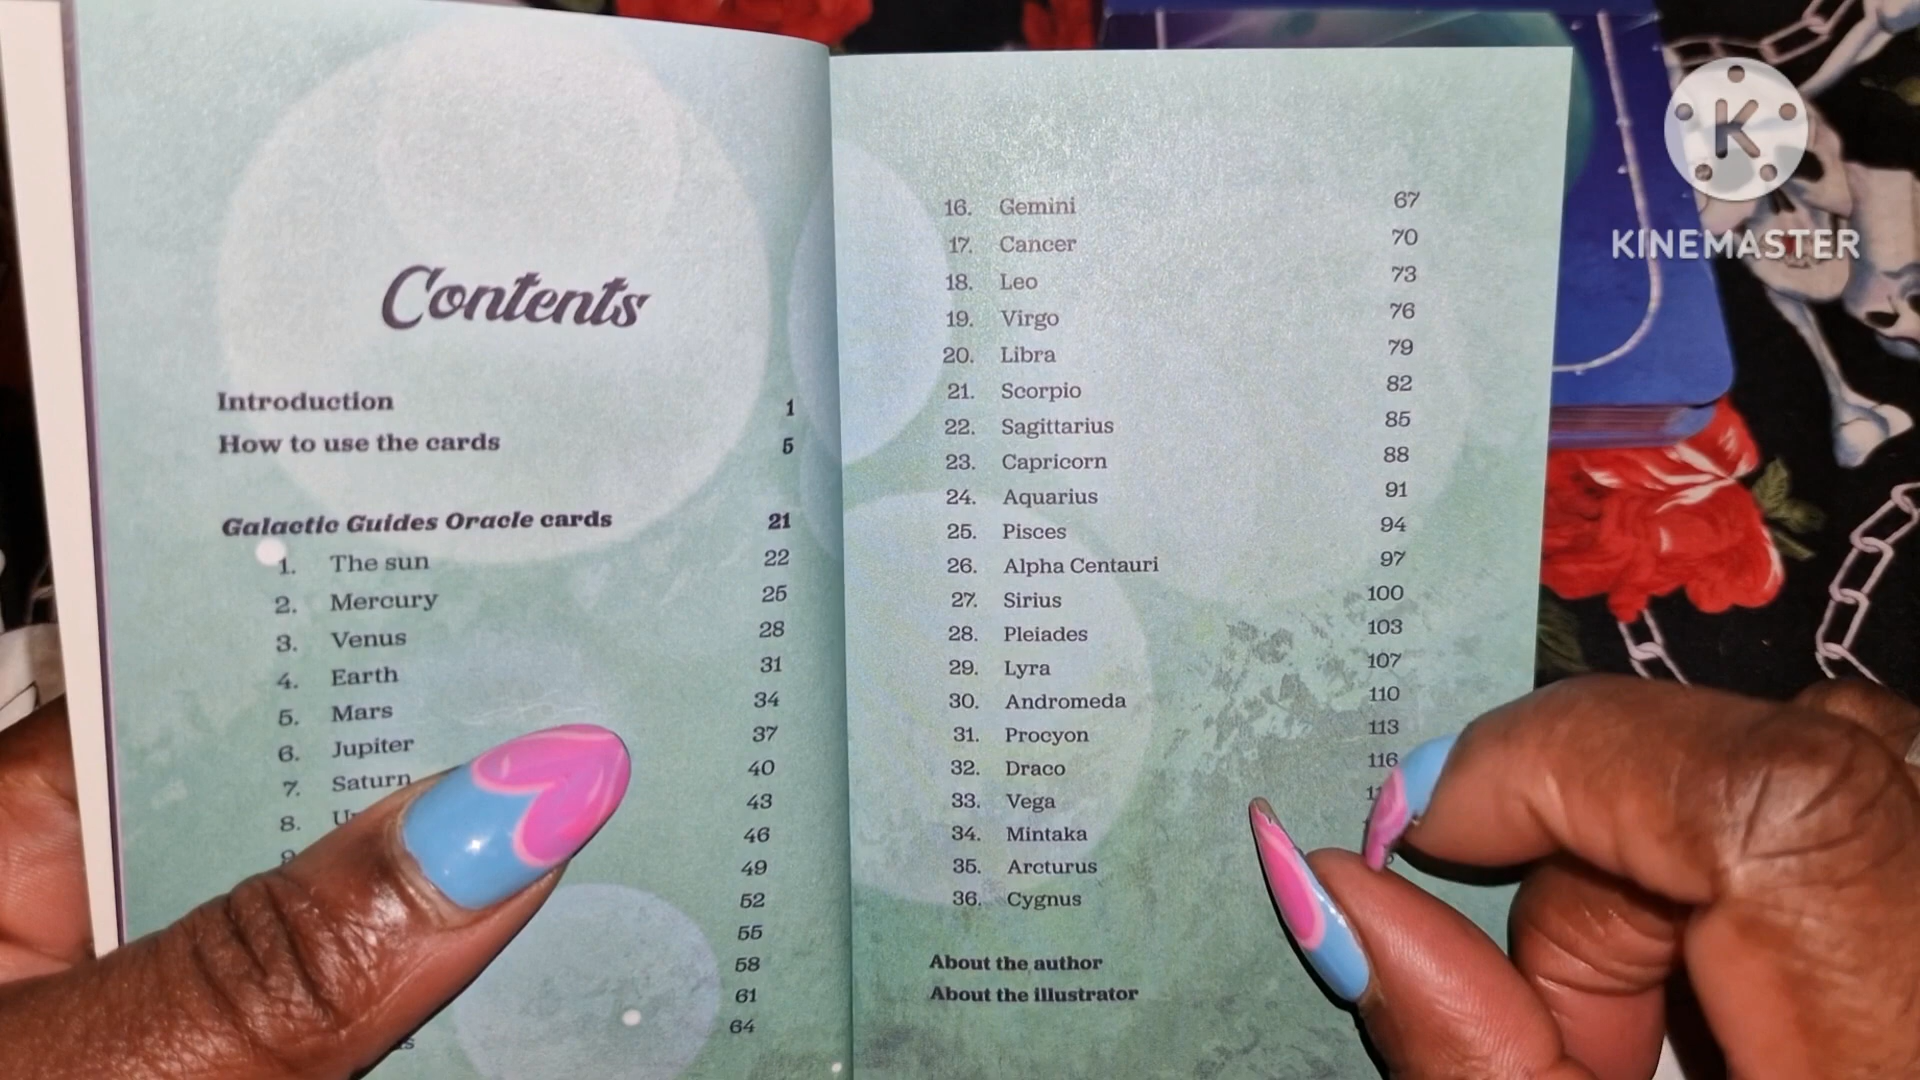 Contents
Introduction 1
How to use the cards 5
Galactic Guides Oracle cards 21
1. The sun 22
2. Mercury 25
3. Venus 28
4. Earth 31
5. Mars 34
6. Jupiter 37
7. Saturn 40
8. 43
46
49
52
55
58
61
64
16. Gemini 67
17. Cancer 70
18. Leo 73
19. Virgo 76
20. Libra 79
21. Scorpio 82
22. Sagittarius 85
23. Capricorn 88
24. Aquarius 91
25. Pisces 94
26. Alpha Centauri 97
27. Sirius 100
28. Pleiades 103
29. Lyra 107
30. Andromeda 110
31. Procyon 113
32. Draco 116
33. Vega
34. Mintaka
35. Arcturus
36. Cygnus
About the author
About the illustrator
K
KINEMASTER